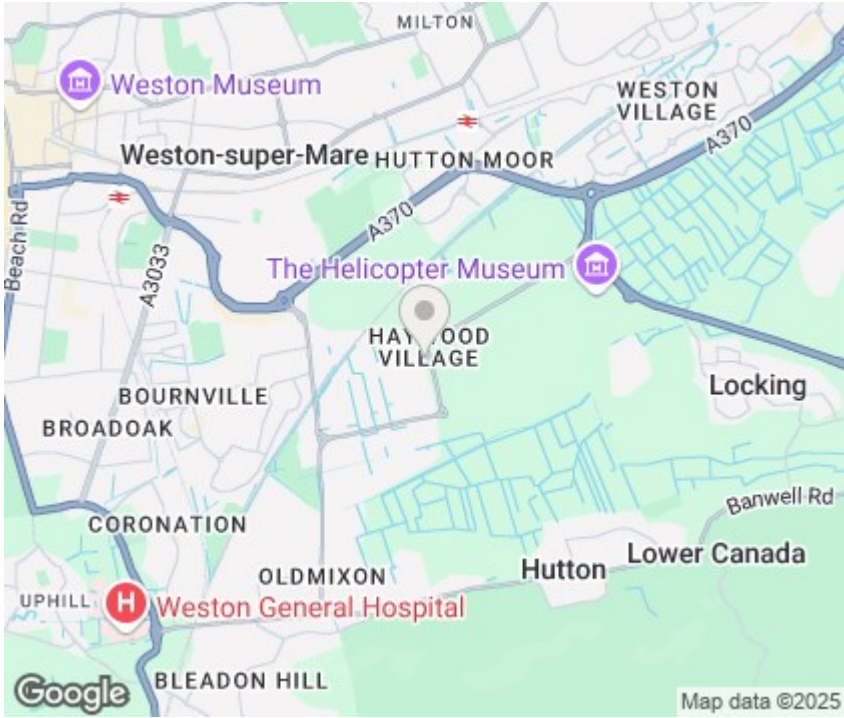 MILTON
Weston Museum
WESTON
VILLAGE
A370
Weston-super-Mare
HUTTON MOOR
Beach Rd
A3033
A370
The Helicopter Museum
HAYWOOD
VILLAGE
BOURNVILLE
Locking
BROADOAK
Banwell Rd
CORONATION
OLDMIXON
Hutton
Lower Canada
UPHILL
H
Weston General Hospital
BLEADON HILL
Google
Map data ©2025